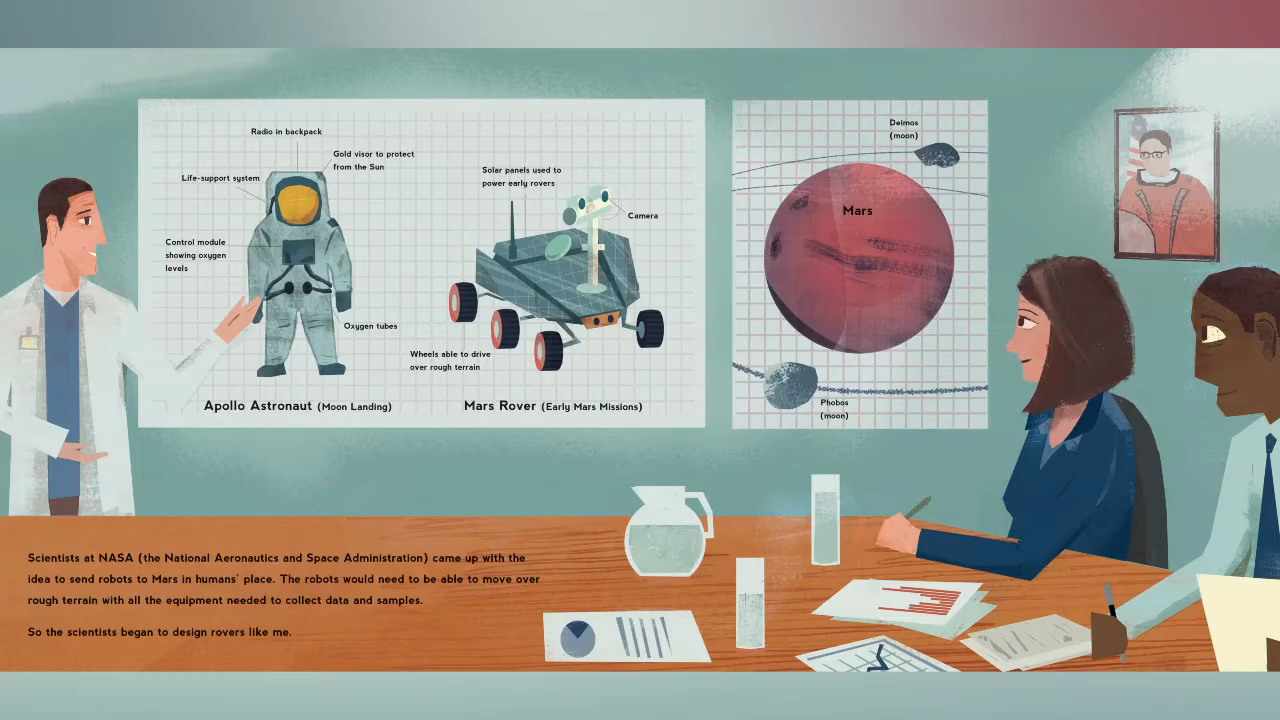 Radio in backpack
Gold visor to protect
from the Sun
Life-support system
Control module
showing oxygen
levels
Oxygen tubes
Apollo Astronaut (Moon Landing)
Solar panels used to
power early rovers
Camera
Wheels able to drive
over rough terrain
Mars Rover (Early Mars Missions)
Deimos
(moon)
Mars
Phobos
(moon)
Scientists at NASA (the National Aeronautics and Space Administration) came up with the
idea to send robots to Mars in humans' place. The robots would need to be able to move over
rough terrain with all the equipment needed to collect data and samples.
So the scientists began to design rovers like me.